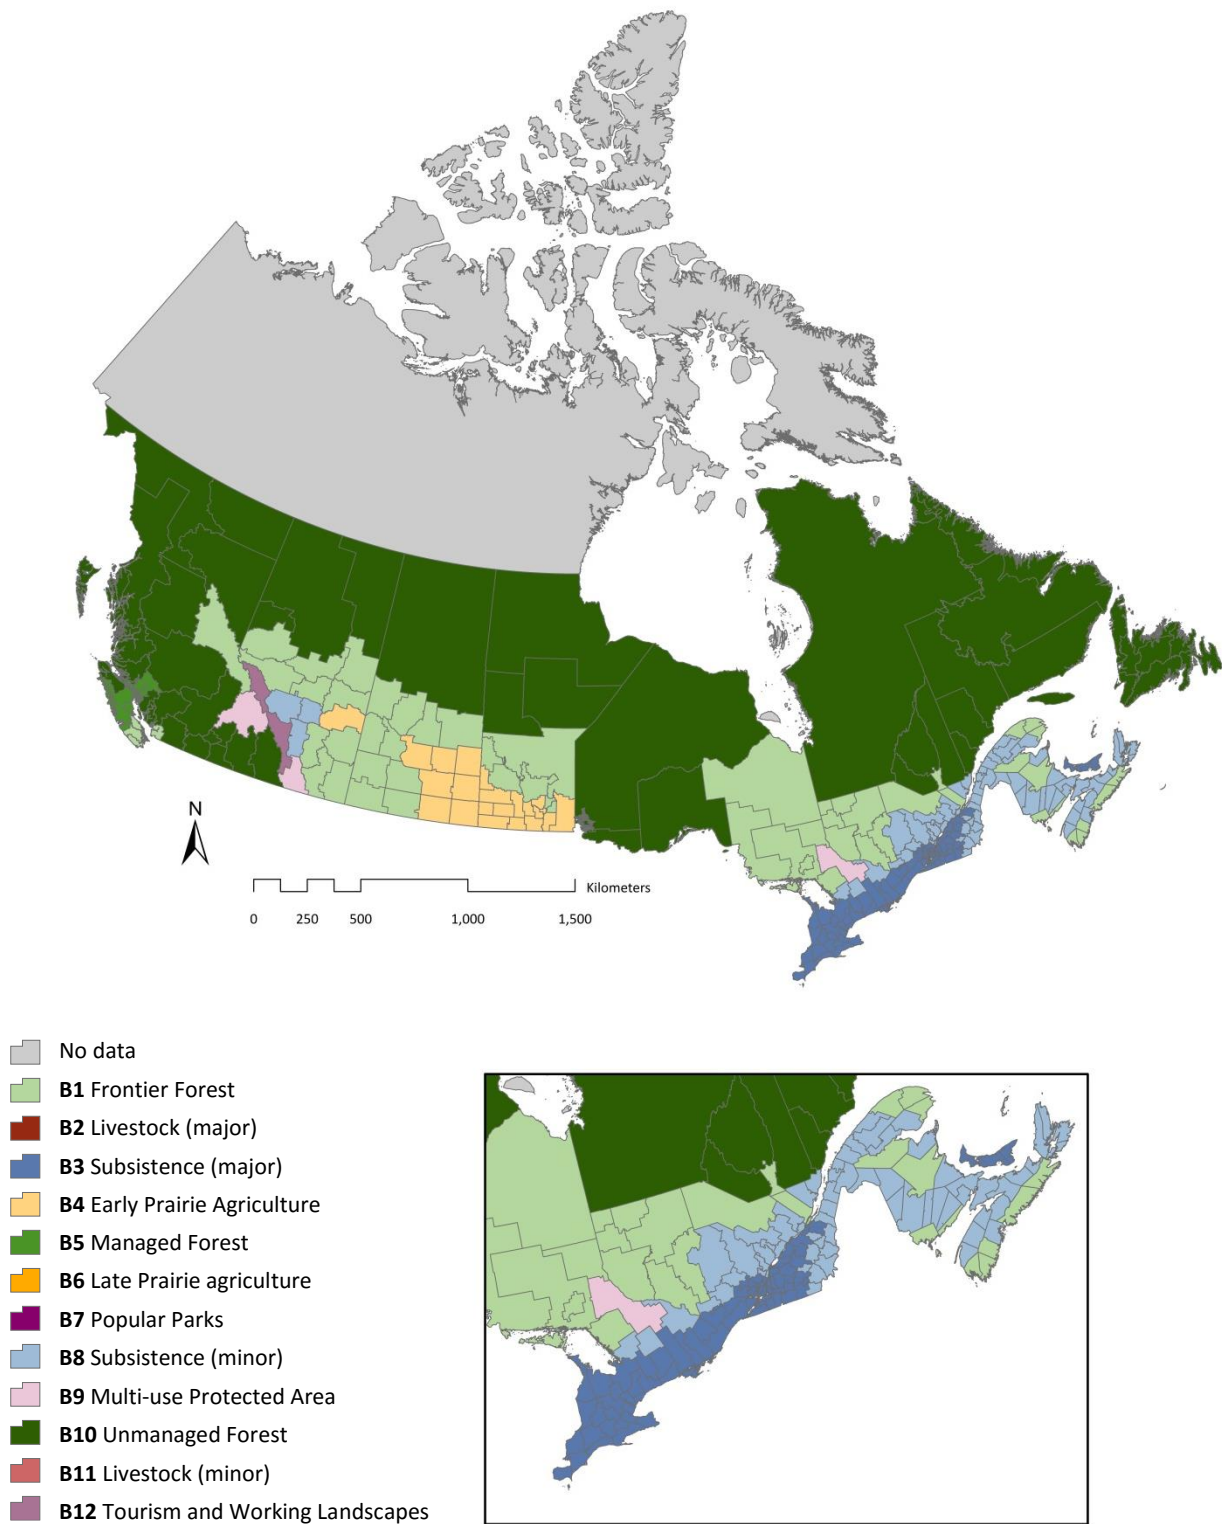 N
Kilometers
0 250 500 1,000 1,500
No data
B1 Frontier Forest
B2 Livestock (major)
B3 Subsistence (major)
B4 Early Prairie Agriculture
B5 Managed Forest
B6 Late Prairie agriculture
B7 Popular Parks
B8 Subsistence (minor)
B9 Multi-use Protected Area
B10 Unmanaged Forest
B11 Livestock (minor)
B12 Tourism and Working Landscapes